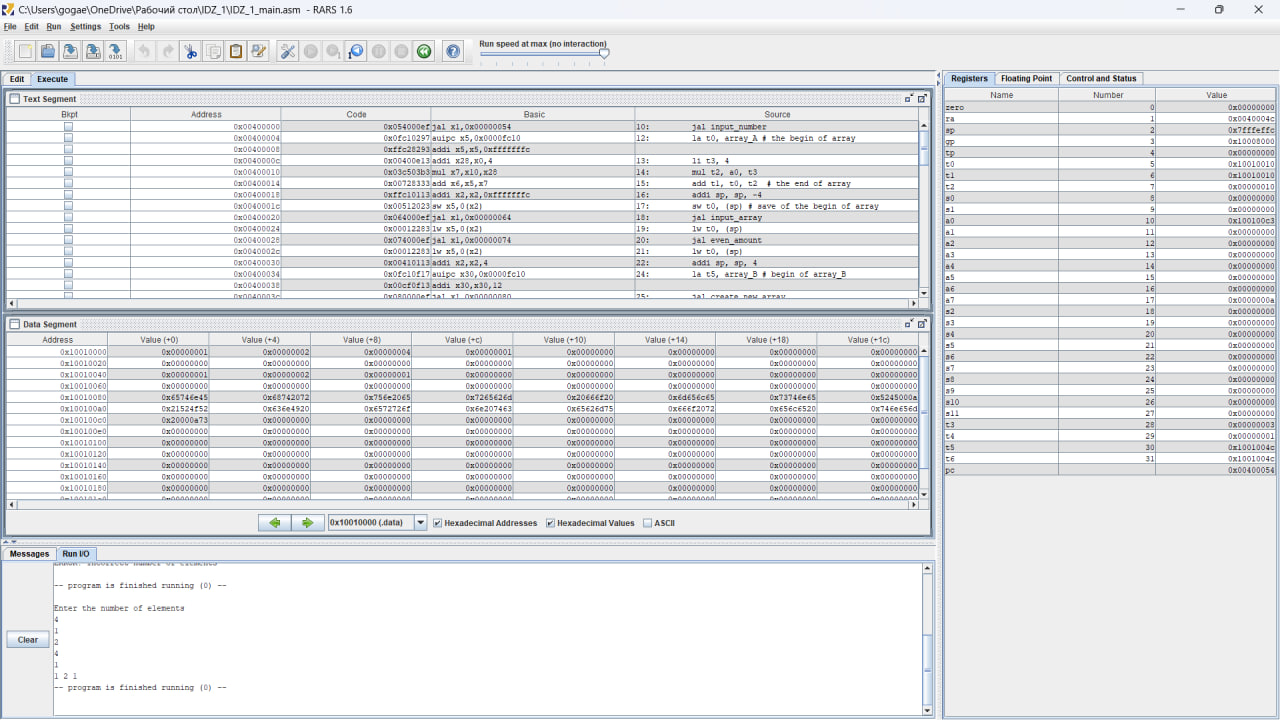 C:\Users\gogae\OneDrive\Рабочий стол\IDZ_1\IDZ_1_main.asm - RARS 1.6
File Edit Run Settings Tools Help
Run speed at max (no interaction)
Edit Execute
Text Segment
Bkpt Address Code Basic Source
0x00400000 0x054000ef jal x1,0x00000054 10: jal input_number
0x00400004 0x0fc10297 auipc x5,0x0000fc10 12: la t0, array_A # the begin of array
0x00400008 0xffc28293 addi x5,x5,0xfffffffc
0x0040000c 0x00400e13 addi x28,x0,4 13: li t3, 4
0x00400010 0x03c503b3 mul x7,x10,x28 14: mul t2, a0, t3
0x00400014 0x00728333 add x6,x5,x7 15: add t1, t0, t2 # the end of array
0x00400018 0xffc10113 addi x2,x2,0xfffffffc 16: addi sp, sp, -4
0x0040001c 0x00512023 sw x5,0(x2) 17: sw t0, (sp) # save of the begin of array
0x00400020 0x064000ef jal x1,0x00000064 18: jal input_array
0x00400024 0x00012283 lw x5,0(x2) 19: lw t0, (sp)
0x00400028 0x074000ef jal x1,0x00000074 20: jal even_amount
0x0040002c 0x00012283 lw x5,0(x2) 21: lw t0, (sp)
0x00400030 0x00410113 addi x2,x2,4 22: addi sp, sp, 4
0x00400034 0x0fc10f17 auipc x30,0x0000fc10 24: la t5, array_B # begin of array_B
0x00400038 0x00cf0f13 addi x30,x30,12
0x0040003c 0x080000ef jal x1,0x00000080 25: jal create_new_array
Data Segment
Address Value (+0) Value (+4) Value (+8) Value (+c) Value (+10) Value (+14) Value (+18) Value (+1c)
0x10010000 0x00000001 0x00000002 0x00000004 0x00000001 0x00000000 0x00000000 0x00000000 0x00000000
0x10010020 0x00000000 0x00000000 0x00000000 0x00000000 0x00000000 0x00000000 0x00000000 0x00000000
0x10010040 0x00000001 0x00000002 0x00000001 0x00000000 0x00000000 0x00000000 0x00000000 0x00000000
0x10010060 0x00000000 0x00000000 0x00000000 0x00000000 0x00000000 0x00000000 0x00000000 0x00000000
0x10010080 0x65746e45 0x68742072 0x756e2065 0x7265626d 0x20666f20 0x6d656c65 0x73746e65 0x5245000a
0x100100a0 0x21524f52 0x636e4920 0x6572726f 0x6e207463 0x65626d75 0x666f2072 0x656c6520 0x746e656d
0x100100c0 0x20000a73 0x00000000 0x00000000 0x00000000 0x00000000 0x00000000 0x00000000 0x00000000
0x100100e0 0x00000000 0x00000000 0x00000000 0x00000000 0x00000000 0x00000000 0x00000000 0x00000000
0x10010100 0x00000000 0x00000000 0x00000000 0x00000000 0x00000000 0x00000000 0x00000000 0x00000000
0x10010120 0x00000000 0x00000000 0x00000000 0x00000000 0x00000000 0x00000000 0x00000000 0x00000000
0x10010140 0x00000000 0x00000000 0x00000000 0x00000000 0x00000000 0x00000000 0x00000000 0x00000000
0x10010160 0x00000000 0x00000000 0x00000000 0x00000000 0x00000000 0x00000000 0x00000000 0x00000000
0x10010180 0x00000000 0x00000000 0x00000000 0x00000000 0x00000000 0x00000000 0x00000000 0x00000000
0x10010000 (.data) Hexadecimal Addresses Hexadecimal Values ASCII
Messages Run I/O
ERROR! Incorrect number of elements
-- program is finished running (0) --
Enter the number of elements
4
1
2
4
1
1 2 1
-- program is finished running (0) --
Clear
Registers Floating Point Control and Status
Name Number Value
zero 0 0x00000000
ra 1 0x0040004c
sp 2 0x7fffeffc
gp 3 0x10008000
tp 4 0x00000000
t0 5 0x10010010
t1 6 0x10010010
t2 7 0x00000010
s0 8 0x00000000
s1 9 0x00000000
a0 10 0x100100c3
a1 11 0x00000000
a2 12 0x00000000
a3 13 0x00000000
a4 14 0x00000000
a5 15 0x00000000
a6 16 0x00000000
a7 17 0x0000000a
s2 18 0x00000000
s3 19 0x00000000
s4 20 0x00000000
s5 21 0x00000000
s6 22 0x00000000
s7 23 0x00000000
s8 24 0x00000000
s9 25 0x00000000
s10 26 0x00000000
s11 27 0x00000000
t3 28 0x00000003
t4 29 0x00000001
t5 30 0x1001004c
t6 31 0x1001004c
pc 0x00400054